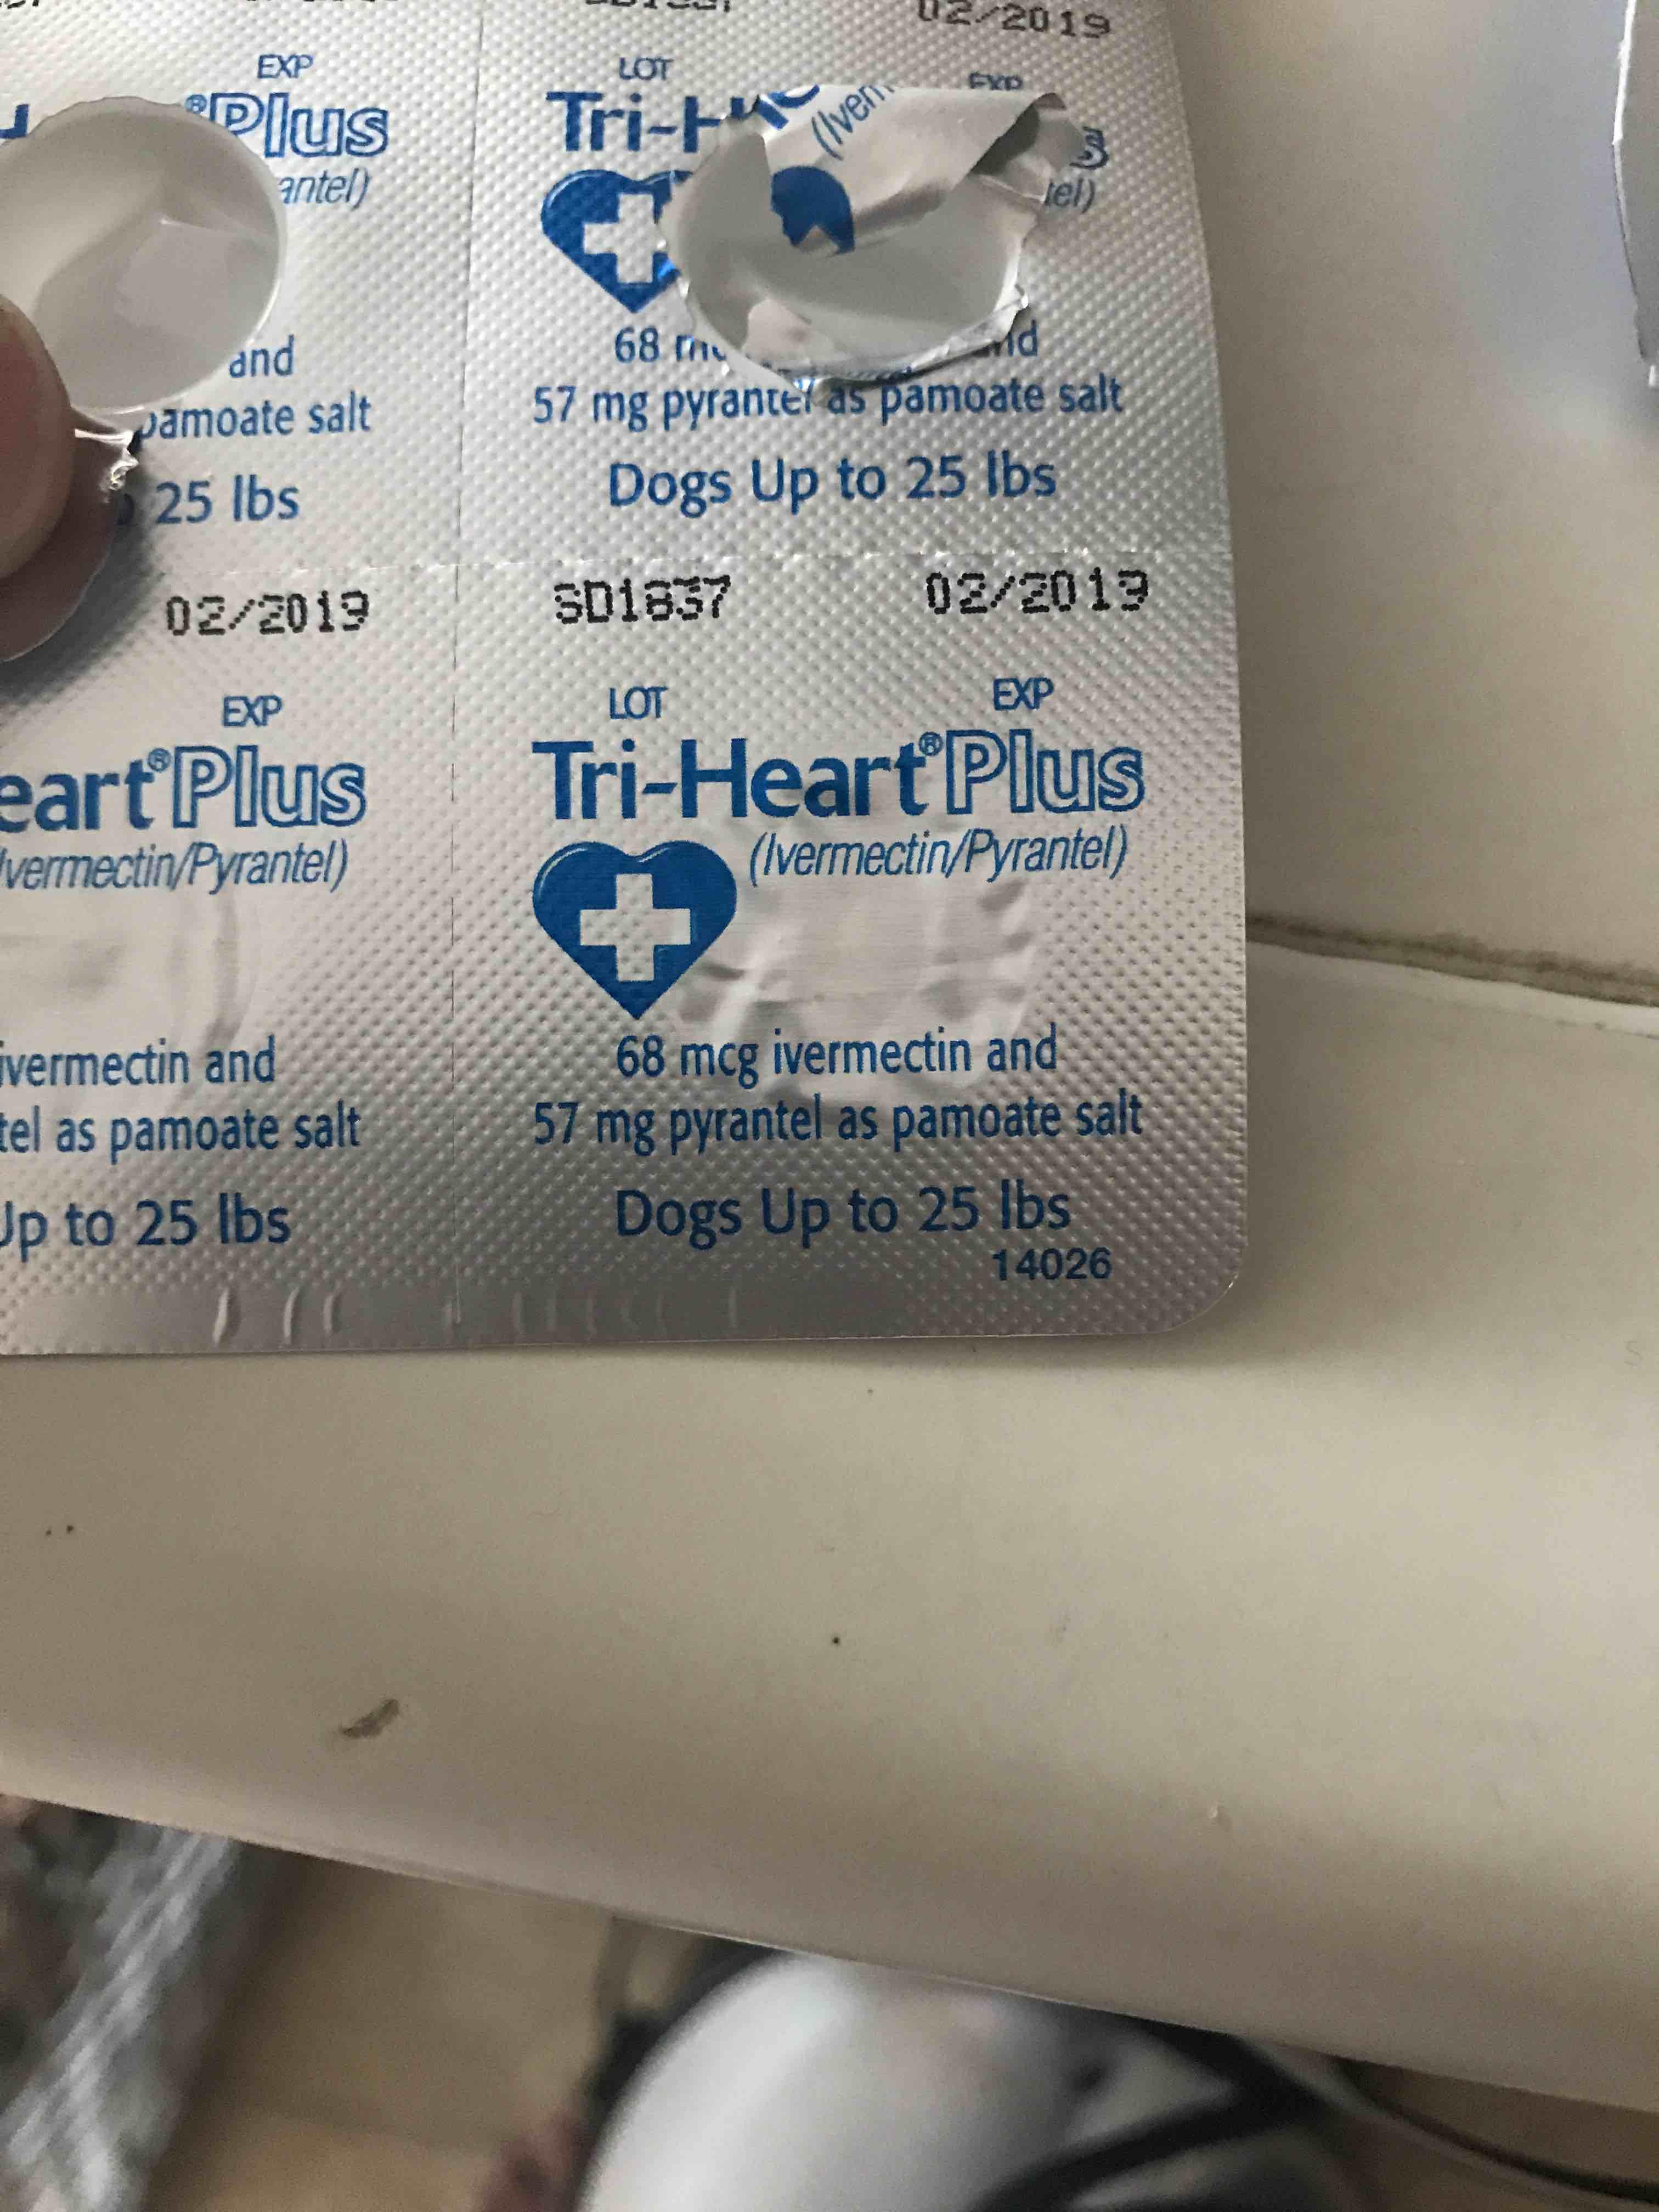 02/2019
EXP
LOT
EXP
®Plus
Tri-H
(Iver
antel)
tel)
and
68
pamoate salt
57 mg pyrantel as pamoate salt
25 lbs
Dogs Up to 25 lbs
02/2019
SD1837
02/2019
EXP
LOT
EXP
eart®Plus
Tri-Heart®Plus
Ivermectin/Pyrantel)
(Ivermectin/Pyrantel)
ivermectin and
68 mcg ivermectin and
tel as pamoate salt
57 mg pyrantel as pamoate salt
Up to 25 lbs
Dogs Up to 25 lbs
14026